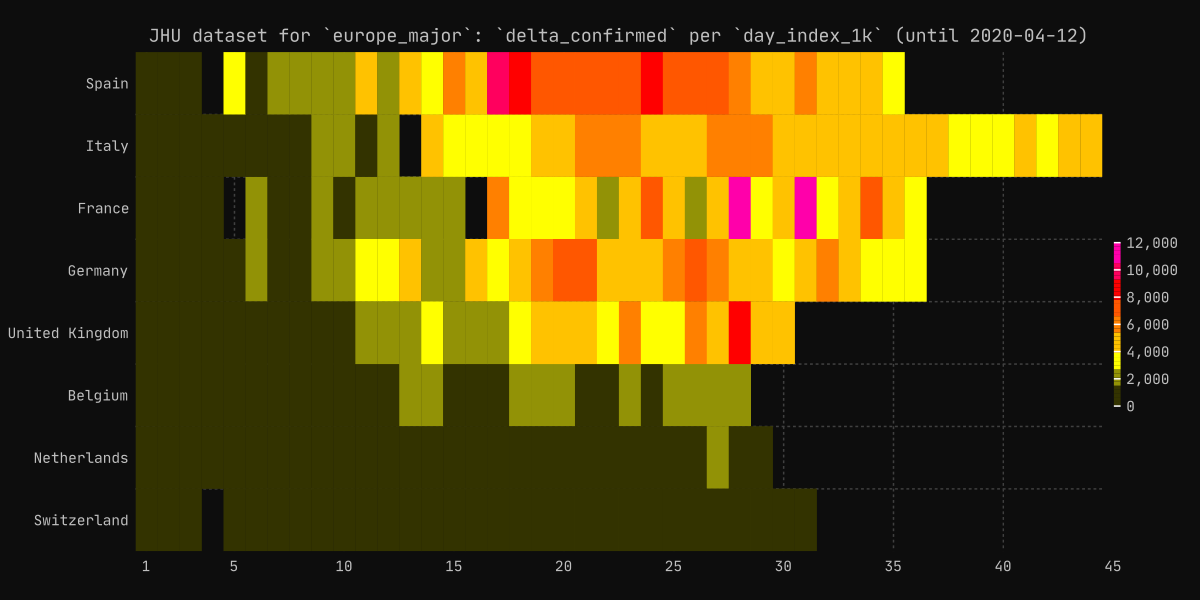 JHU dataset for `europe_major`: `delta_confirmed` per `day_index_1k` (until 2020-04-12)
Spain
Italy
France
Germany
United Kingdom
Belgium
Netherlands
Switzerland
12,000
10,000
8,000
6,000
4,000
2,000
0
1 5 10 15 20 25 30 35 40 45